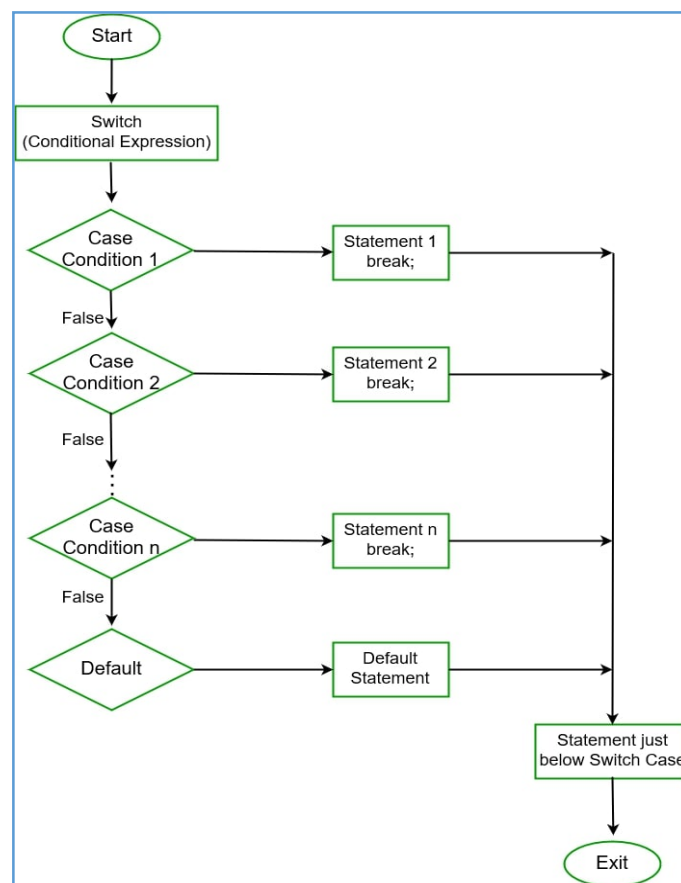 Start
Switch
(Conditional Expression)
Case
Condition 1
Statement 1
break;
False
Case
Condition 2
Statement 2
break;
False
Case
Condition n
Statement n
break;
False
Default
Default
Statement
Statement just
below Switch Case
Exit